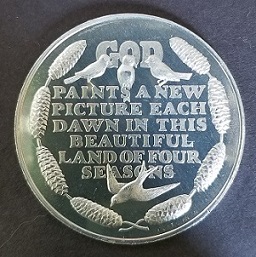 GOD
PAINTS A NEW
PICTURE EACH
DAWN IN THIS
BEAUTIFUL
LAND OF FOUR
SEASONS